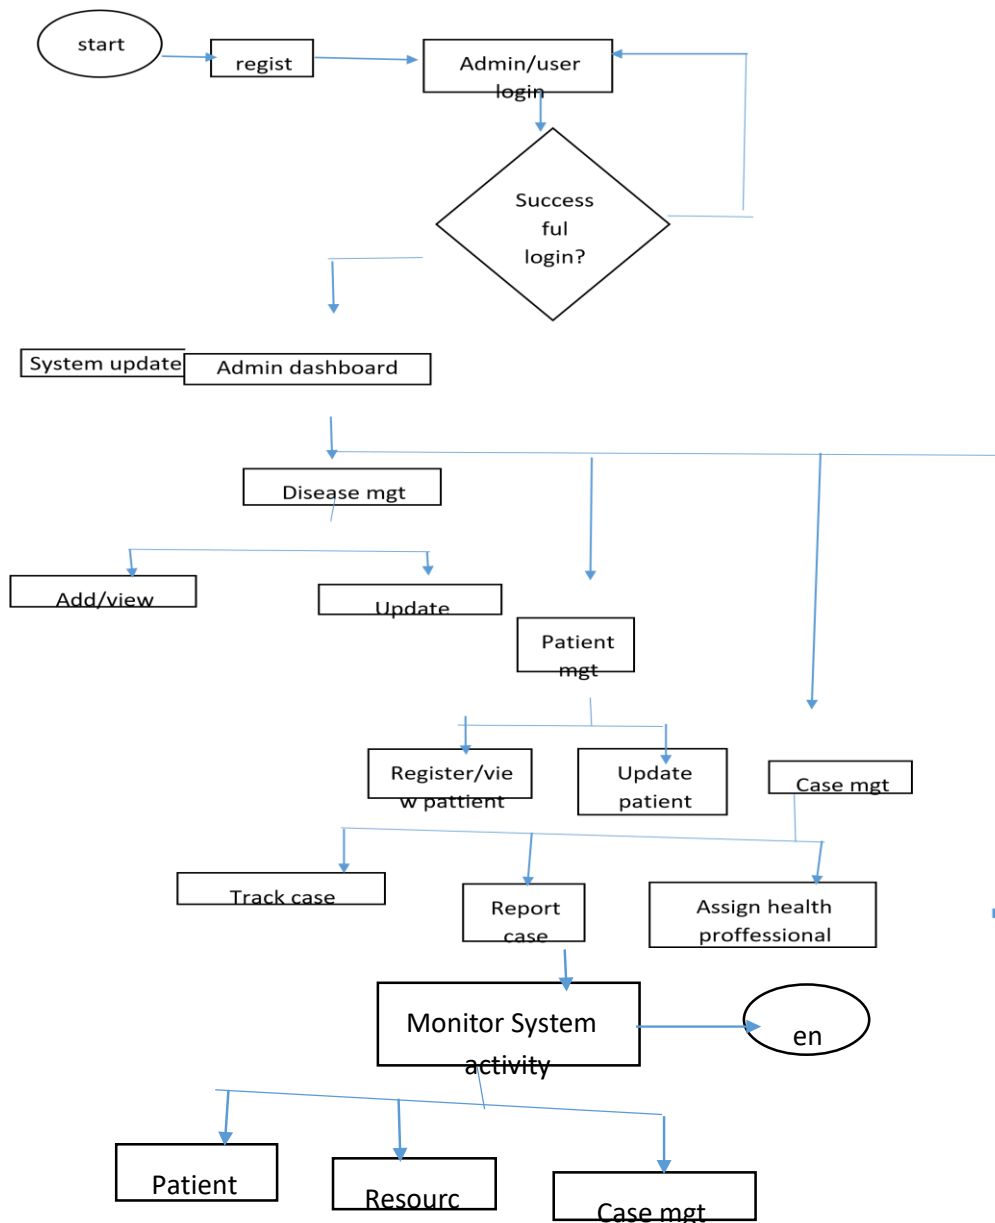 start
regist
Admin/user
login
Success
ful
login?
System update
Admin dashboard
Disease mgt
Add/view
Update
Patient
mgt
Register/vie
w pattient
Update
patient
Case mgt
Track case
Report
case
Assign health
proffessional
Monitor System
activity
en
Patient
Resourc
Case mgt